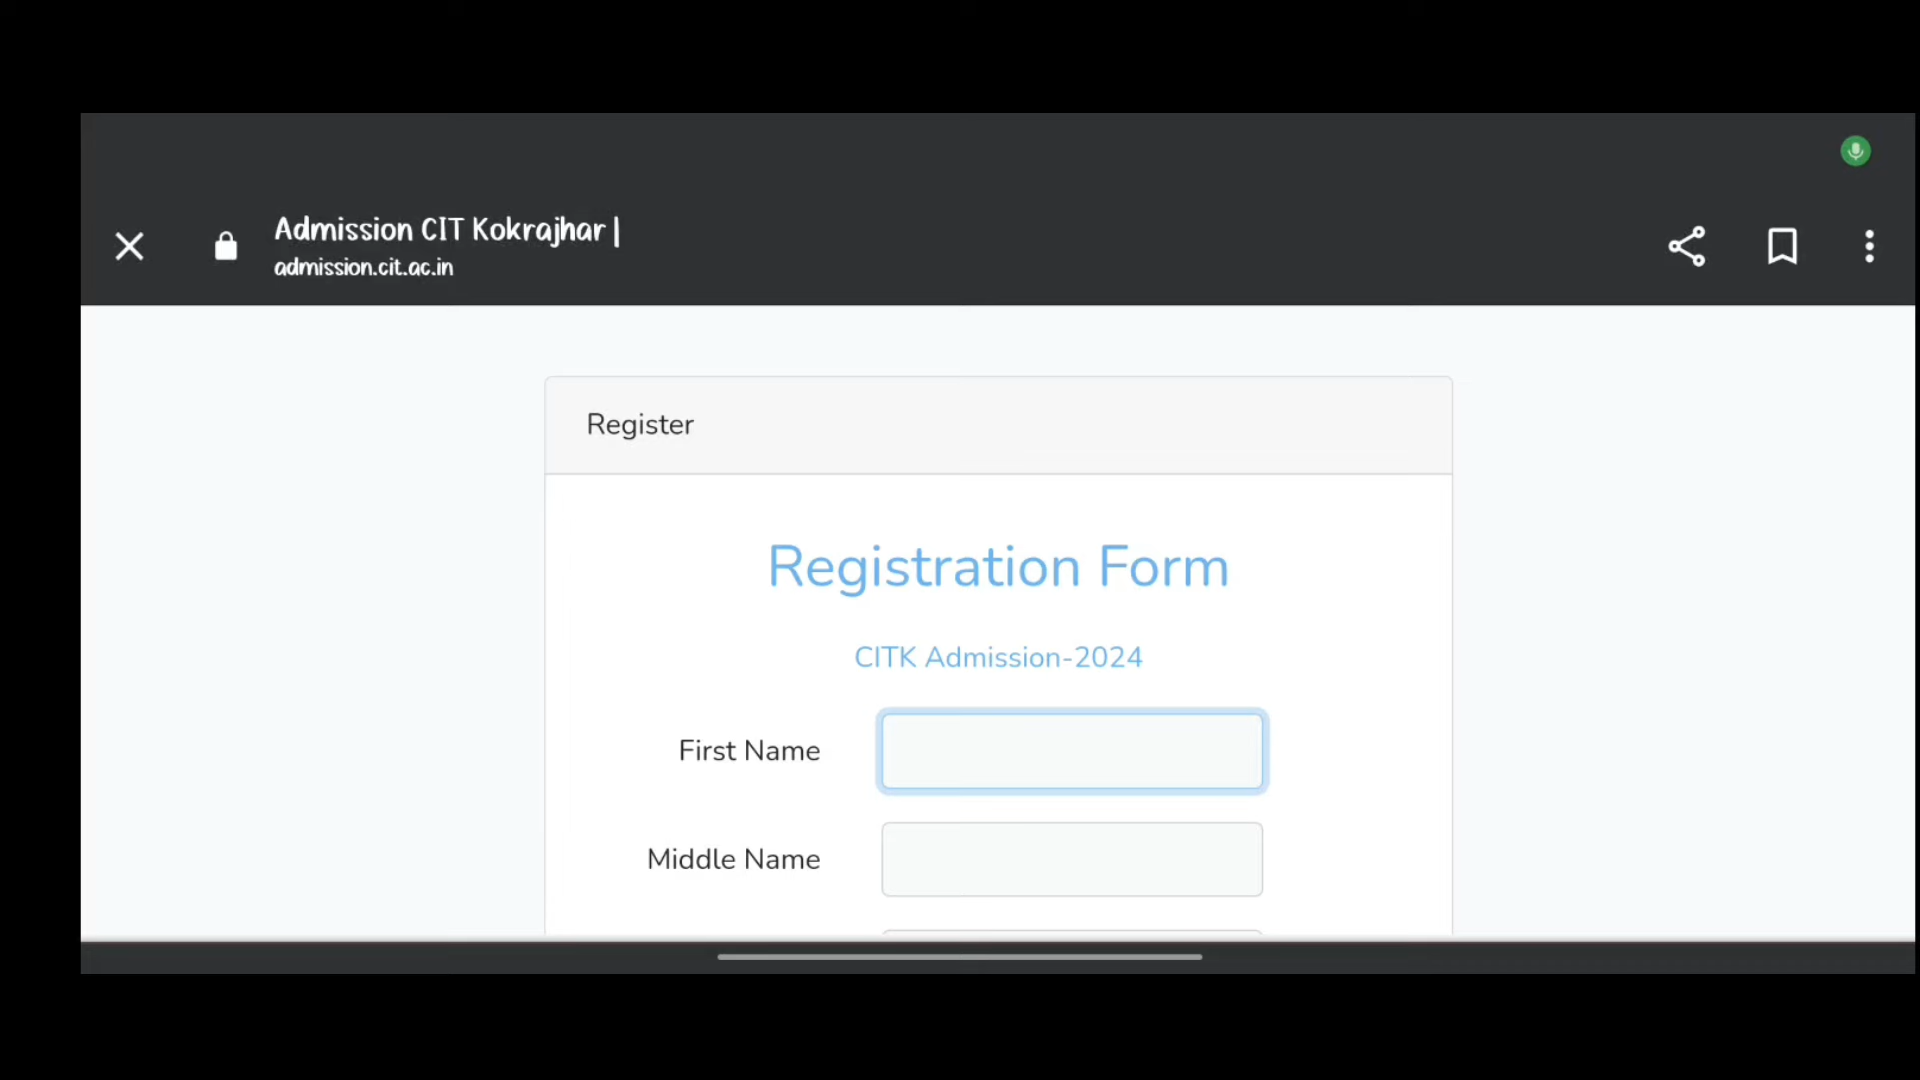 Admission CIT Kokrajhar |
admission.cit.ac.in
Register
Registration Form
CITK Admission-2024
First Name
Middle Name